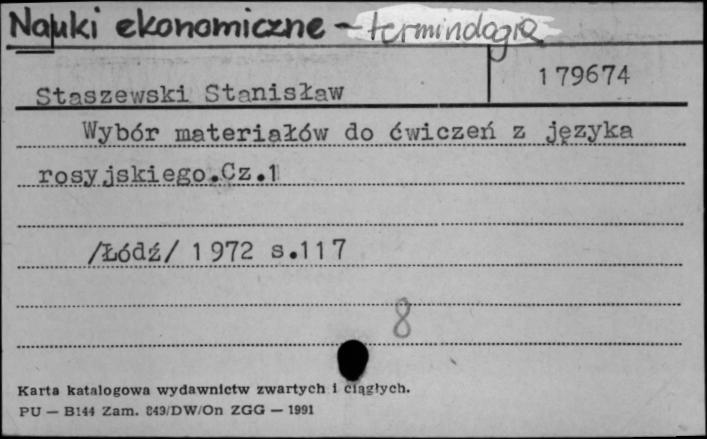 Nauki ekonomiczne - terminologia
179674
Staszewski Stanisław
Wybór materiałów do ćwiczeń z języka
rosyjskiego.Cz.1
/Łódź/ 1972 s.117
8
Karta katalogowa wydawnictw zwartych i ciągłych.
PU — B144 Zam. 849/DW/On ZGG — 1991